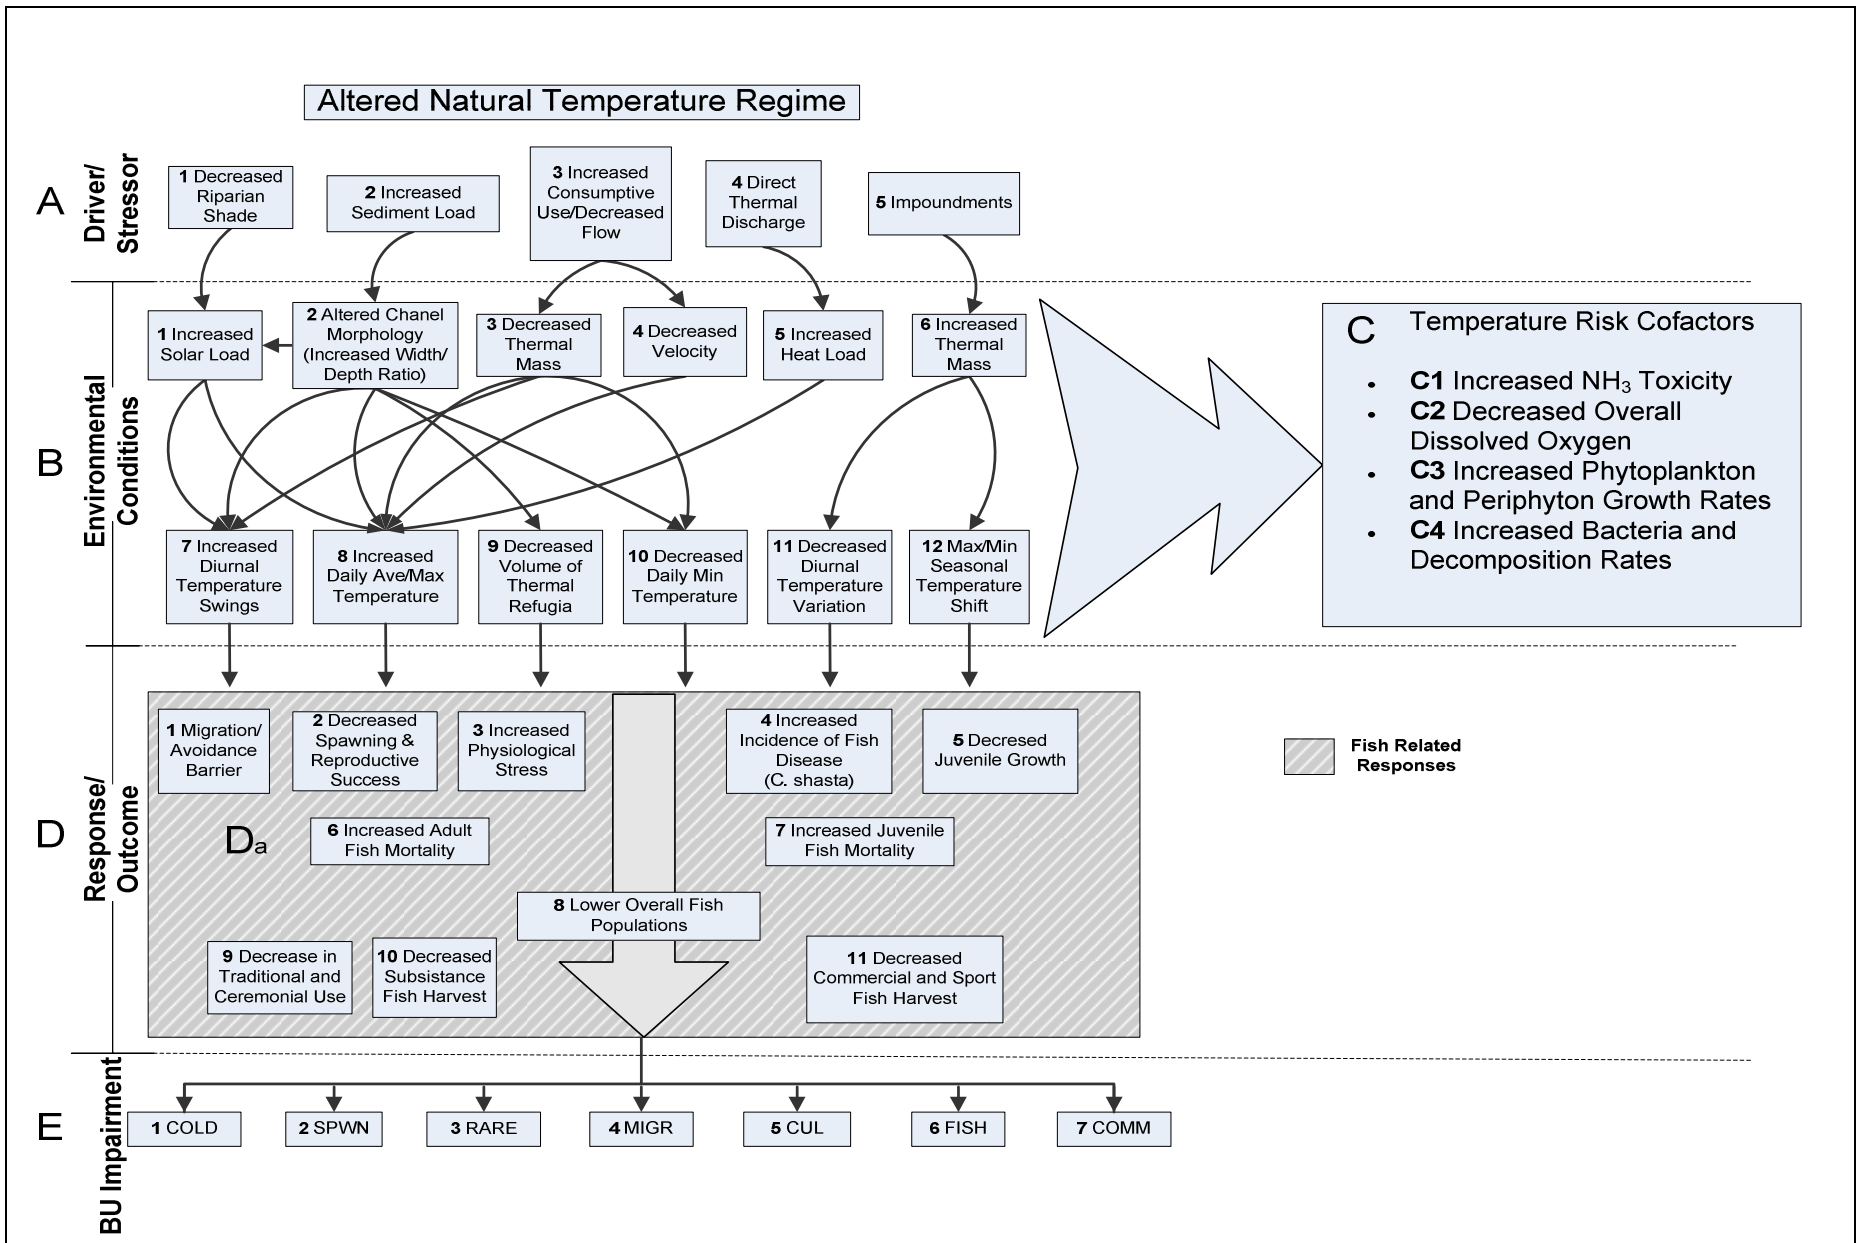 Altered Natural Temperature Regime
A
Driver/
Stressor
1 Decreased
Riparian
Shade
2 Increased
Sediment Load
3 Increased
Consumptive
Use/Decreased
Flow
4 Direct
Thermal
Discharge
5 Impoundments
B
Environmental
Conditions
1 Increased
Solar Load
2 Altered Chanel
Morphology
(Increased Width/
Depth Ratio)
3 Decreased
Thermal
Mass
4 Decreased
Velocity
5 Increased
Heat Load
6 Increased
Thermal
Mass
7 Increased
Diurnal
Temperature
Swings
8 Increased
Daily Ave/Max
Temperature
9 Decreased
Volume of
Thermal
Refugia
10 Decreased
Daily Min
Temperature
11 Decreased
Diurnal
Temperature
Variation
12 Max/Min
Seasonal
Temperature
Shift
C Temperature Risk Cofactors
• C1 Increased NH3 Toxicity
• C2 Decreased Overall
Dissolved Oxygen
• C3 Increased Phytoplankton
and Periphyton Growth Rates
• C4 Increased Bacteria and
Decomposition Rates
D
Response/
Outcome
1 Migration/
Avoidance
Barrier
2 Decreased
Spawning &
Reproductive
Success
3 Increased
Physiological
Stress
4 Increased
Incidence of Fish
Disease
(C. shasta)
5 Decresed
Juvenile Growth
Da
6 Increased Adult
Fish Mortality
7 Increased Juvenile
Fish Mortality
8 Lower Overall Fish
Populations
9 Decrease in
Traditional and
Ceremonial Use
10 Decreased
Subsistance
Fish Harvest
11 Decreased
Commercial and Sport
Fish Harvest
Fish Related
Responses
E
BU Impairment
1 COLD
2 SPWN
3 RARE
4 MIGR
5 CUL
6 FISH
7 COMM